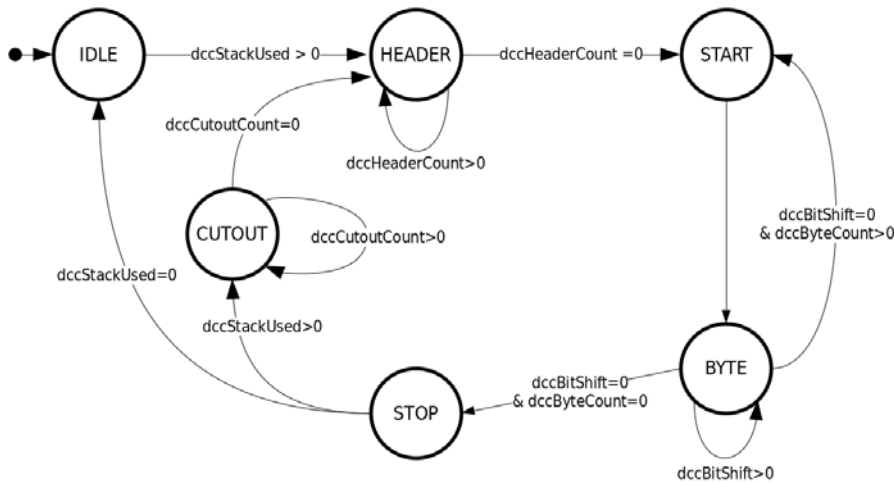 IDLE
dccStackUsed > 0
HEADER
dccHeaderCount =0
START
dccCutoutCount=0
dccHeaderCount>0
CUTOUT
dccCutoutCount>0
dccBitShift=0
& dccByteCount>0
dccStackUsed=0
dccStackUsed>0
BYTE
dccBitShift=0
& dccByteCount=0
STOP
dccBitShift>0